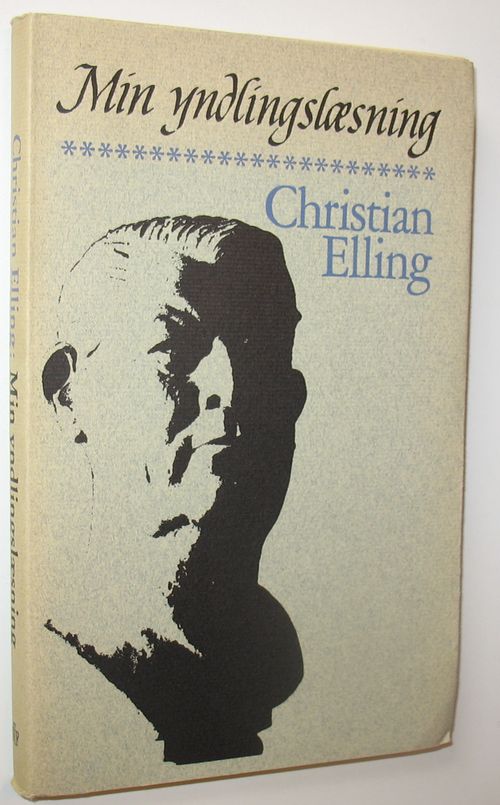 Min yndlingslæsning
************************
Christian
Elling
Christian Elling: Min yndlingslæsning